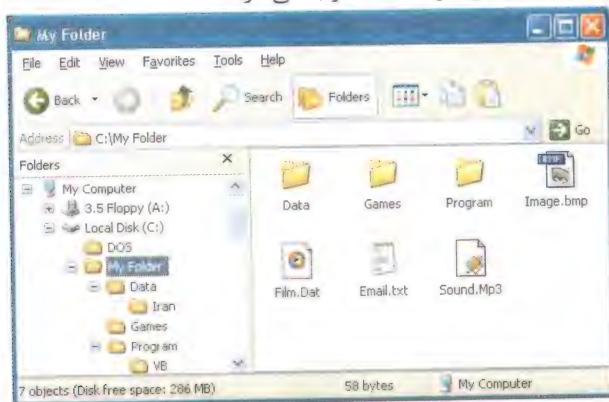 My Folder
File Edit View Favorites Tools Help
Back Search Folders
Address C:\My Folder Go
Folders
My Computer
3.5 Floppy (A:)
Local Disk (C:)
DOS
My Folder
Data
Iran
Games
Program
VB
Data Games Program Image.bmp
Film.Dat Email.txt Sound.Mp3
7 objects (Disk free space: 286 MB) 58 bytes My Computer